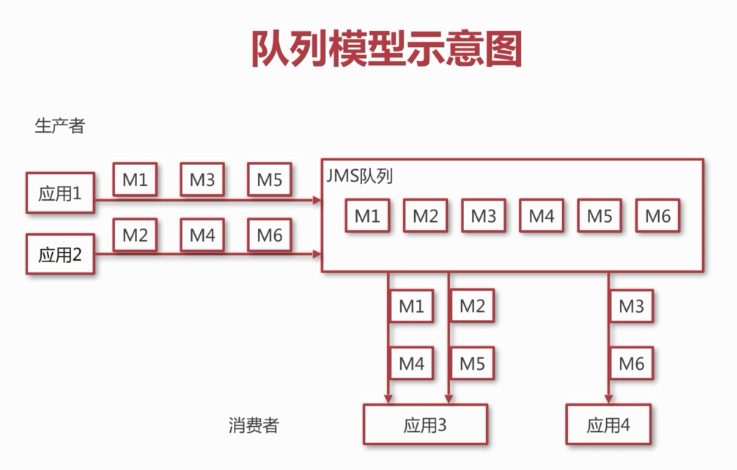 队列模型示意图
生产者
应用1
M1 M3 M5
JMS队列
M1 M2 M3 M4 M5 M6
应用2
M2 M4 M6
M1 M2 M3
M4 M5 M6
消费者
应用3
应用4